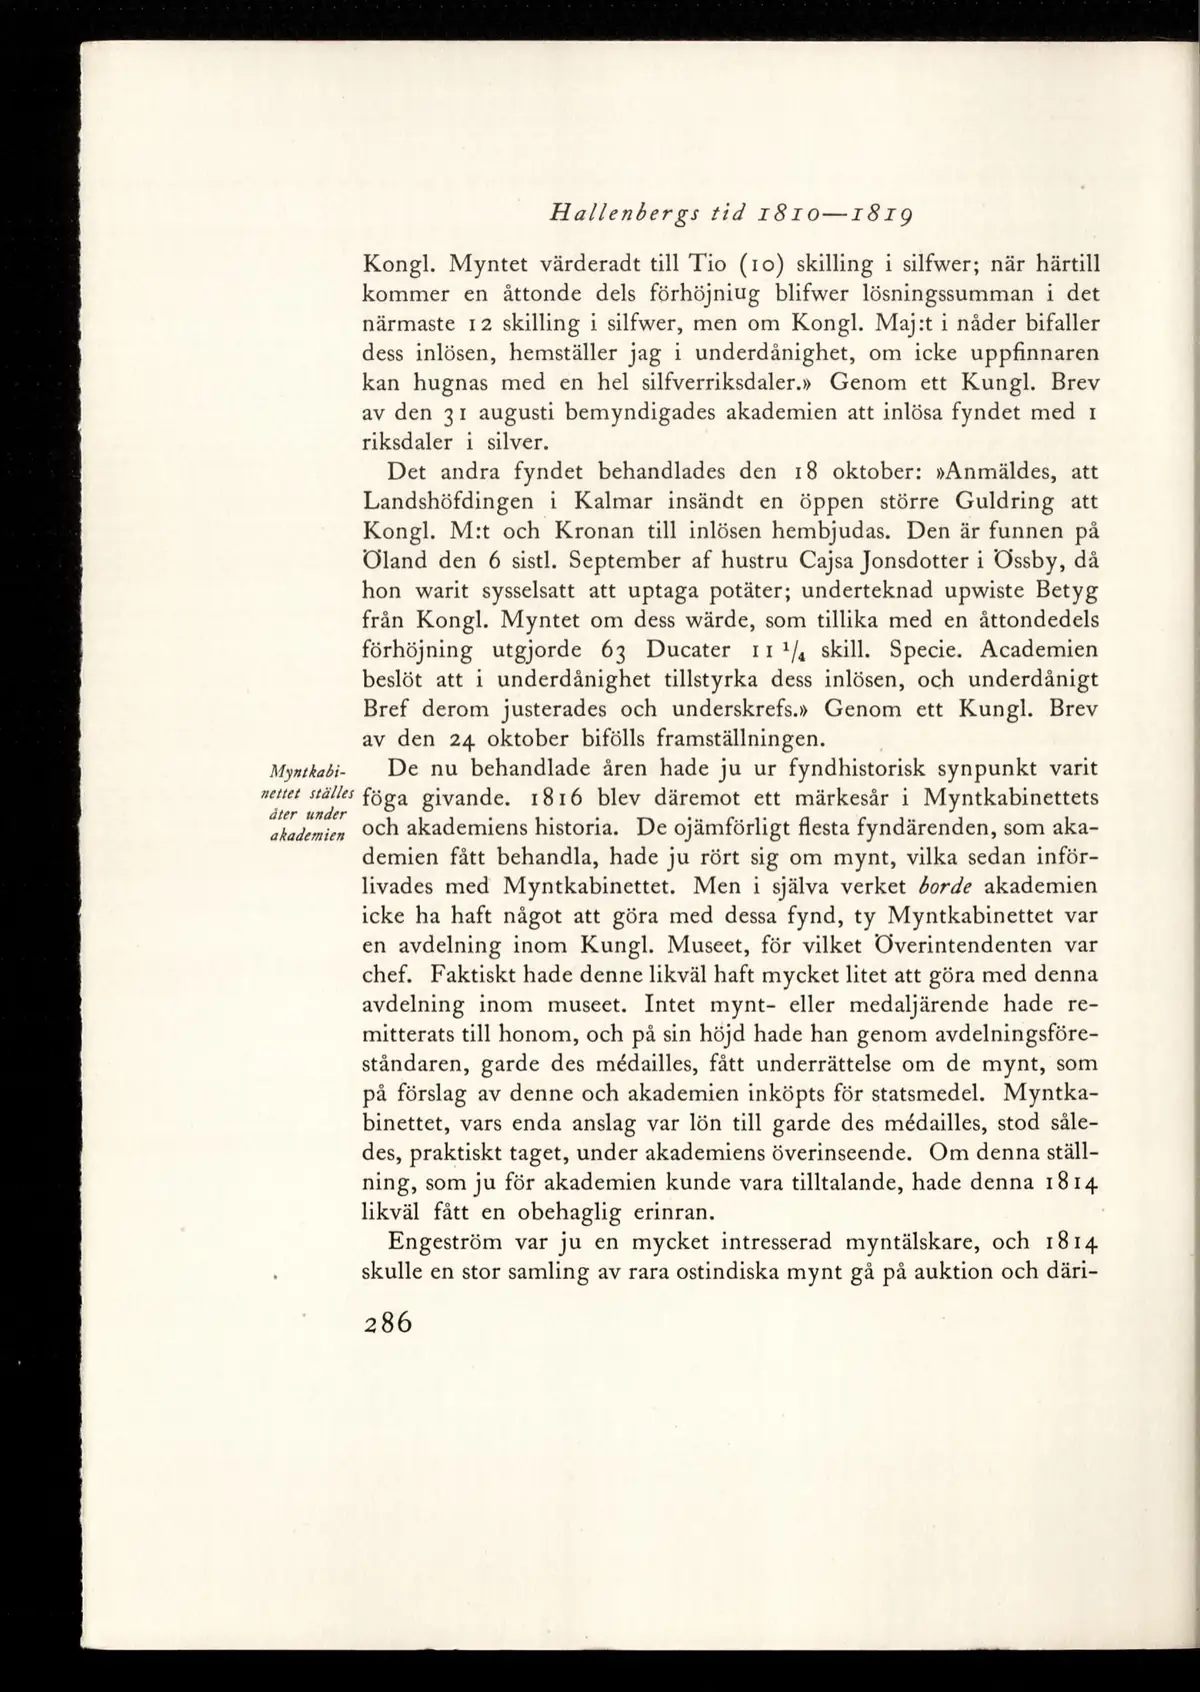 Hallenbergs tid 1810—1819
Kongl. Myntet värderadt till Tio (10) skilling i silfwer; när härtill
kommer en åttonde dels förhöjniug blifwer lösningssumman i det
närmaste 12 skilling i silfwer, men om Kongl. Maj:t i nåder bifaller
dess inlösen, hemställer jag i underdånighet, om icke uppfinnaren
kan hugnas med en hel silfverriksdaler.» Genom ett Kungl. Brev
av den 31 augusti bemyndigades akademien att inlösa fyndet med 1
riksdaler i silver.
Det andra fyndet behandlades den 18 oktober: »Anmäldes, att
Landshöfdingen i Kalmar insändt en öppen större Guldring att
Kongl. M:t och Kronan till inlösen hembjudas. Den är funnen på
Öland den 6 sistl. September af hustru Cajsa Jonsdotter i Össby, då
hon warit sysselsatt att uptaga potäter; underteknad upwiste Betyg
från Kongl. Myntet om dess wärde, som tillika med en åttondedels
förhöjning utgjorde 63 Ducater 11 1/4 skill. Specie. Academien
beslöt att i underdånighet tillstyrka dess inlösen, och underdånigt
Bref derom justerades och underskrefs.» Genom ett Kungl. Brev
av den 24 oktober bifölls framställningen.
Myntkabi-
nettet ställes
åter under
akademien
De nu behandlade åren hade ju ur fyndhistorisk synpunkt varit
föga givande. 1816 blev däremot ett märkesår i Myntkabinettets
och akademiens historia. De ojämförligt flesta fyndärenden, som aka-
demien fått behandla, hade ju rört sig om mynt, vilka sedan inför-
livades med Myntkabinettet. Men i själva verket borde akademien
icke ha haft något att göra med dessa fynd, ty Myntkabinettet var
en avdelning inom Kungl. Museet, för vilket Överintendenten var
chef. Faktiskt hade denne likväl haft mycket litet att göra med denna
avdelning inom museet. Intet mynt- eller medaljärende hade re-
mitterats till honom, och på sin höjd hade han genom avdelningsföre-
ståndaren, garde des médailles, fått underrättelse om de mynt, som
på förslag av denne och akademien inköpts för statsmedel. Myntka-
binettet, vars enda anslag var lön till garde des médailles, stod såle-
des, praktiskt taget, under akademiens överinseende. Om denna ställ-
ning, som ju för akademien kunde vara tilltalande, hade denna 1814
likväl fått en obehaglig erinran.
Engeström var ju en mycket intresserad myntälskare, och 1814
skulle en stor samling av rara ostindiska mynt gå på auktion och däri-
286